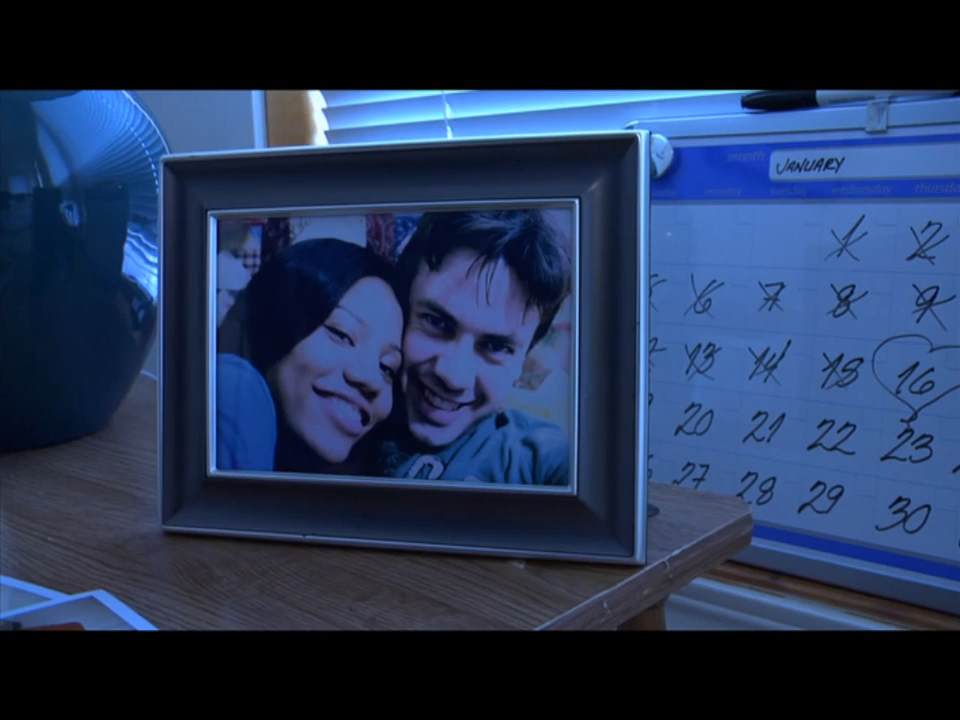 month JANUARY
monday tuesday wednesday thursday
1 2
6 7 8 9
13 14 15 16
20 21 22 23
27 28 29 30